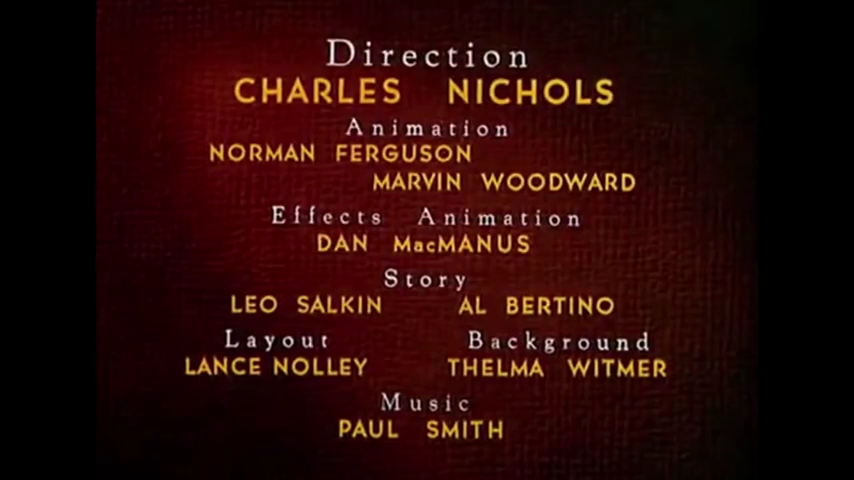 Direction
CHARLES NICHOLS
Animation
NORMAN FERGUSON
MARVIN WOODWARD
Effects Animation
DAN MacMANUS
Story
LEO SALKIN AL BERTINO
Layout Background
LANCE NOLLEY THELMA WITMER
Music
PAUL SMITH